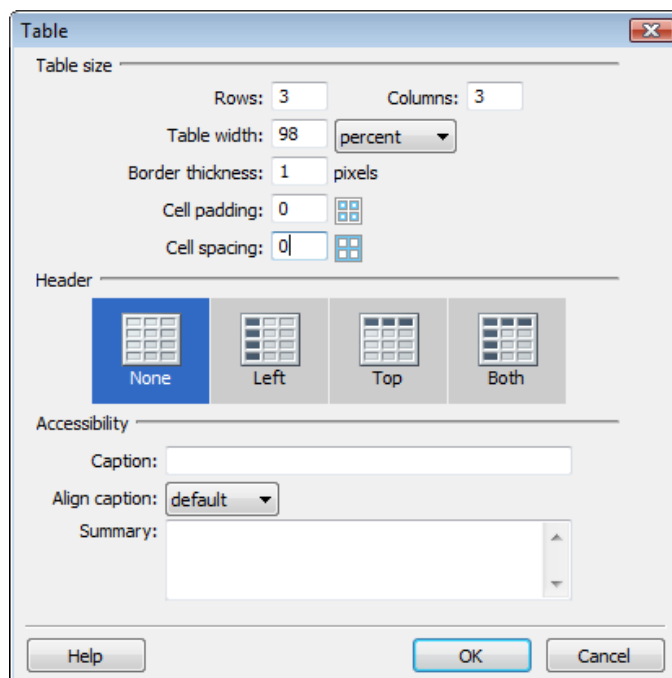 Table
Table size
Rows: 3 Columns: 3
Table width: 98 percent
Border thickness: 1 pixels
Cell padding: 0
Cell spacing: 0
Header
None Left Top Both
Accessibility
Caption:
Align caption: default
Summary:
Help OK Cancel